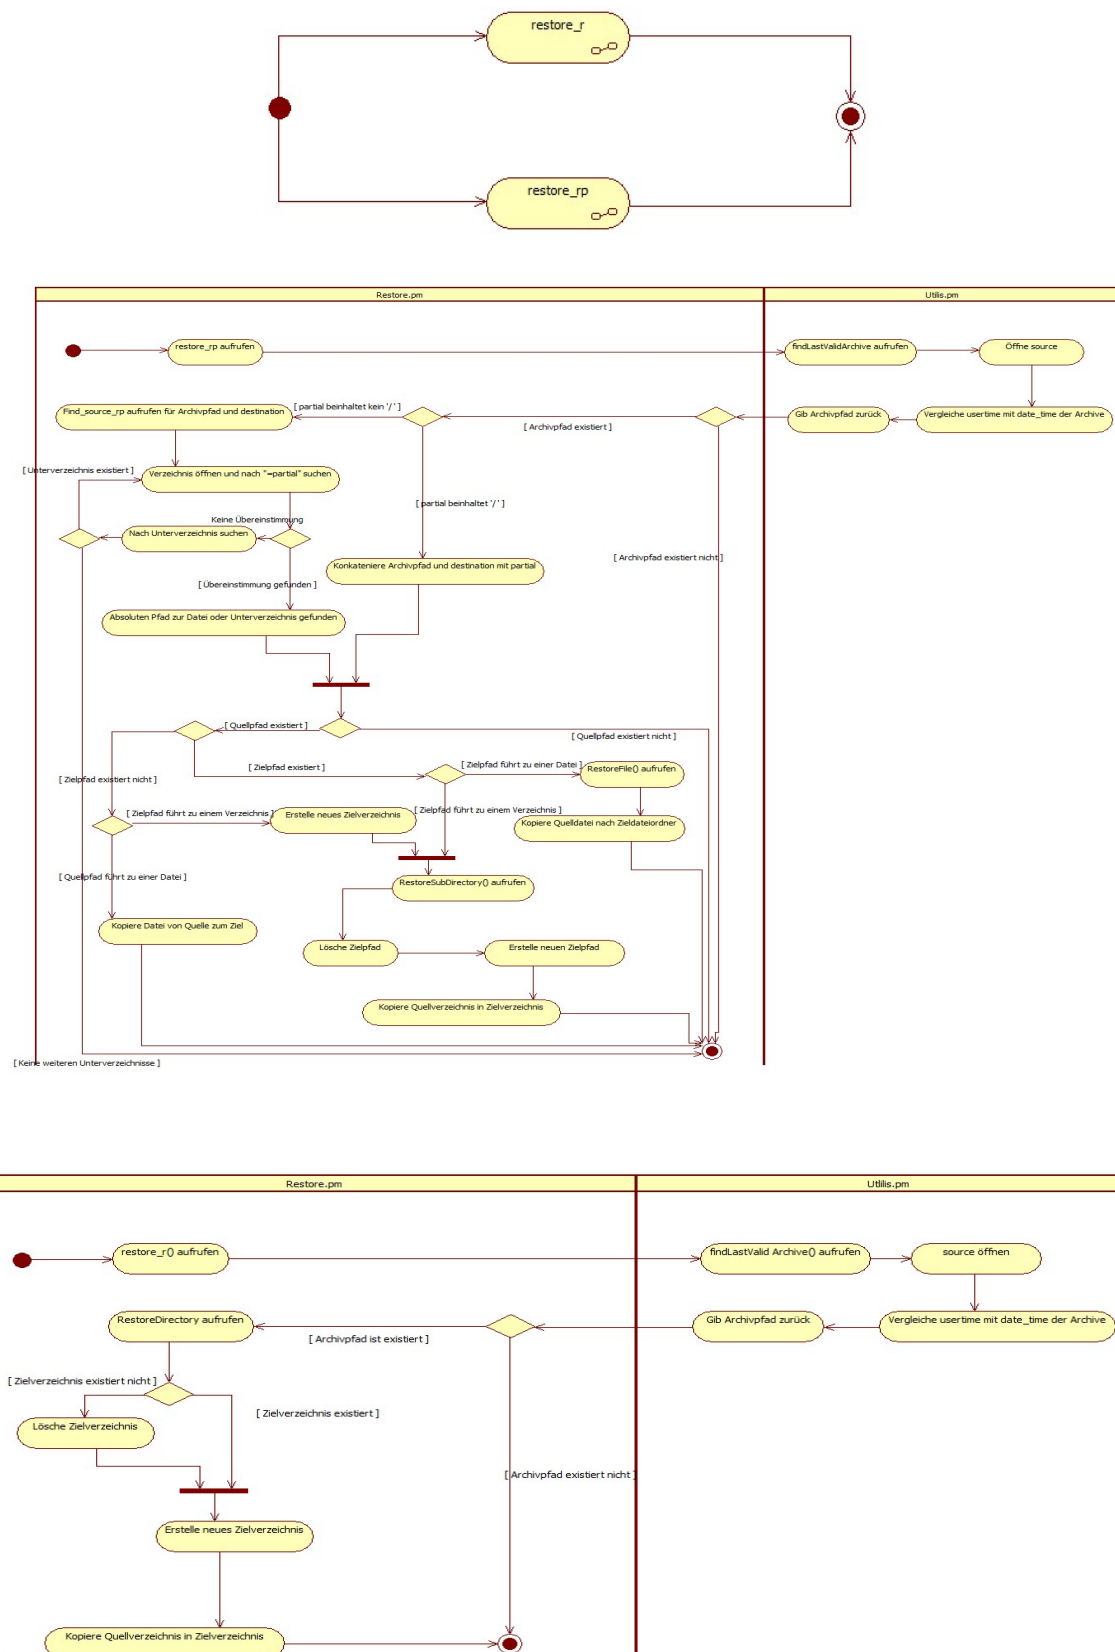 restore_r
restore_rp
Restore.pm
Utilis.pm
restore_rp aufrufen
findLastValidArchive aufrufen
Öffne source
Find_source_rp aufrufen für Archivpfad und destination
[ partial beinhaltet kein '/' ]
[ Archivpfad existiert ]
Gib Archivpfad zurück
Vergleiche usertime mit date_time der Archive
[ Unterverzeichnis existiert ]
Verzeichnis öffnen und nach "=partial" suchen
[ partial beinhaltet '/' ]
Keine Übereinstimmung
Nach Unterverzeichnis suchen
[ Archivpfad existiert nicht ]
Konkateniere Archivpfad und destination mit partial
[ Übereinstimmung gefunden ]
Absoluten Pfad zur Datei oder Unterverzeichnis gefunden
[ Quellpfad existiert ]
[ Quellpfad existiert nicht ]
[ Zielpfad existiert nicht ]
[ Zielpfad existiert ]
[ Zielpfad führt zu einer Datei ]
RestoreFile() aufrufen
[ Zielpfad führt zu einem Verzeichnis ]
Erstelle neues Zielverzeichnis
[ Zielpfad führt zu einem Verzeichnis ]
Kopiere Quelldatei nach Zieldateiordner
[ Quellpfad führt zu einer Datei ]
RestoreSubDirectory() aufrufen
Kopiere Datei von Quelle zum Ziel
Lösche Zielpfad
Erstelle neuen Zielpfad
Kopiere Quellverzeichnis in Zielverzeichnis
[ Keine weiteren Unterverzeichnisse ]
Restore.pm
Utlilis.pm
restore_r() aufrufen
findLastValid Archive() aufrufen
source öffnen
RestoreDirectory aufrufen
[ Archivpfad ist existiert ]
Gib Archivpfad zurück
Vergleiche usertime mit date_time der Archive
[ Zielverzeichnis existiert nicht ]
[ Zielverzeichnis existiert ]
Lösche Zielverzeichnis
[ Archivpfad existiert nicht ]
Erstelle neues Zielverzeichnis
Kopiere Quellverzeichnis in Zielverzeichnis